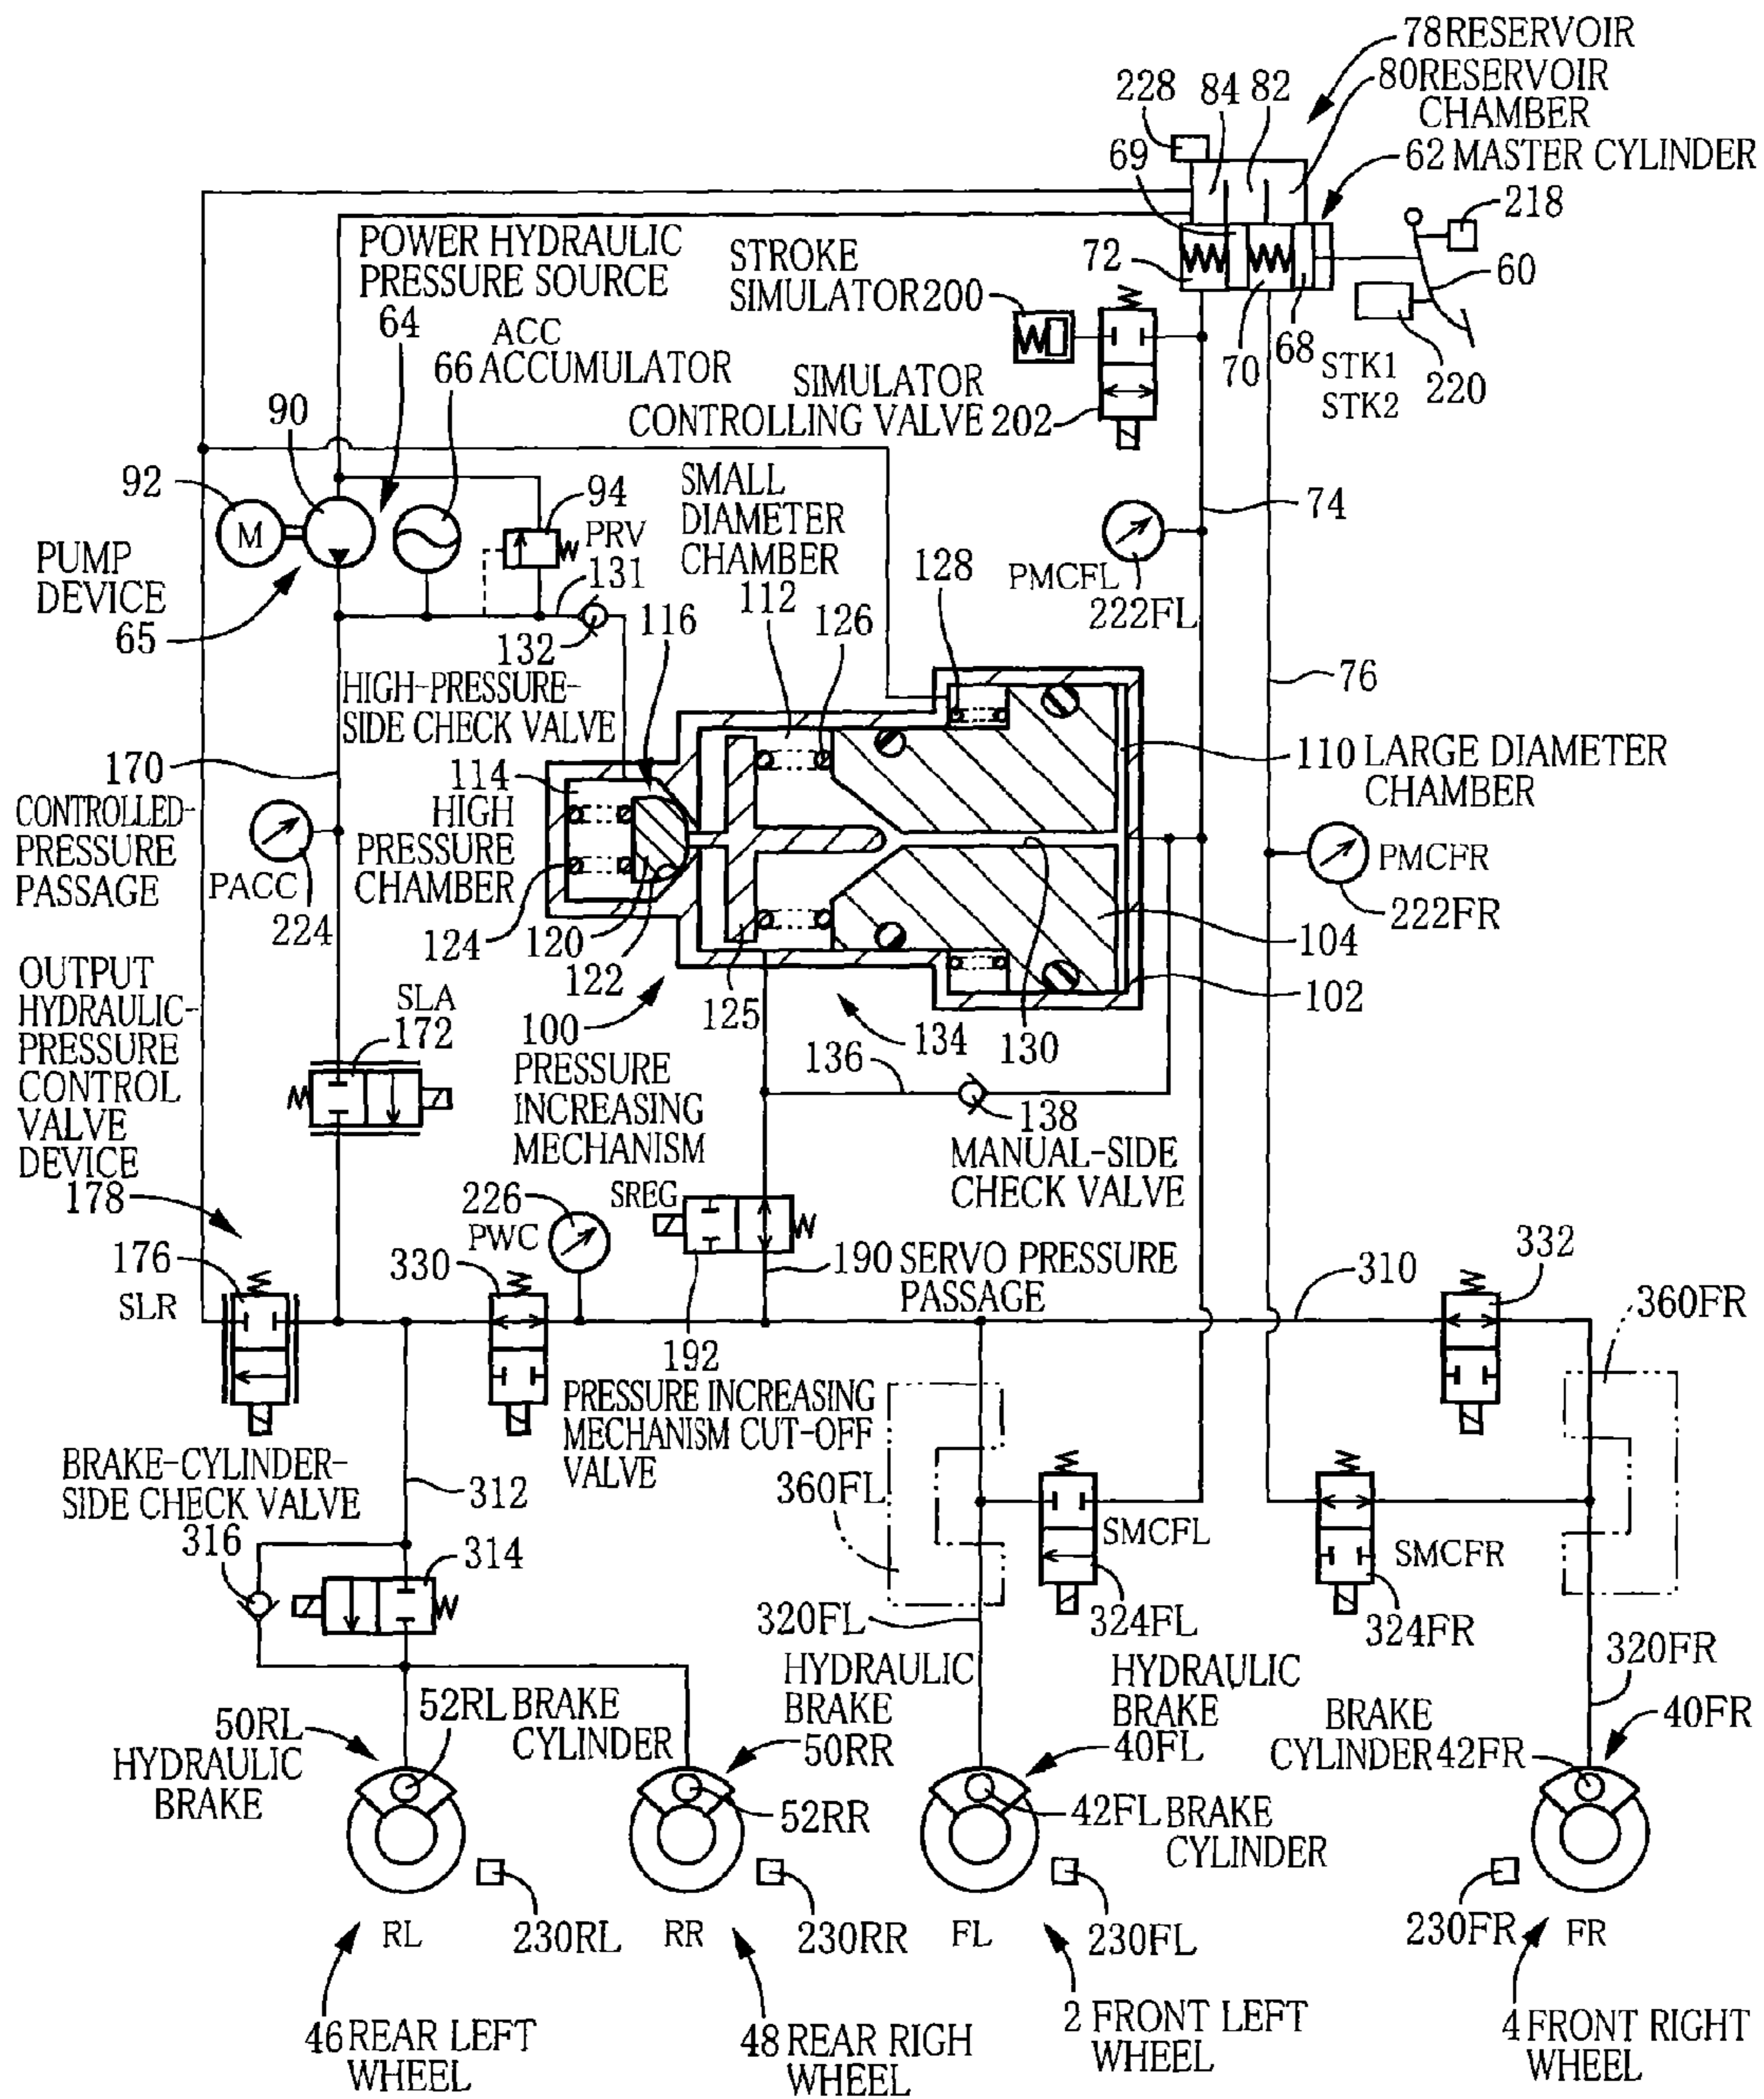 78 RESERVOIR
80 RESERVOIR
CHAMBER
62 MASTER CYLINDER
228
84
82
69
218
72
60
70
68
220
STK1
STK2
POWER HYDRAULIC
PRESSURE SOURCE
64
STROKE
SIMULATOR 200
ACC
66 ACCUMULATOR
SIMULATOR
CONTROLLING VALVE 202
90
92
M
94
PRV
131
132
PUMP
DEVICE
65
SMALL
DIAMETER
CHAMBER
112
116
126
128
74
PMCFL
222FL
76
HIGH-PRESSURE-
SIDE CHECK VALVE
170
CONTROLLED-
PRESSURE
PASSAGE
114
HIGH
PRESSURE
CHAMBER
110 LARGE DIAMETER
CHAMBER
PACC
224
PMCFR
222FR
124
120
122
125
104
102
OUTPUT
HYDRAULIC-
PRESSURE
CONTROL
VALVE
DEVICE
178
SLA
172
100
PRESSURE
INCREASING
MECHANISM
134
130
136
138
MANUAL-SIDE
CHECK VALVE
176
SLR
226
PWC
330
SREG
190 SERVO PRESSURE
PASSAGE
310
332
360FR
192
PRESSURE INCREASING
MECHANISM CUT-OFF
VALVE
BRAKE-CYLINDER-
SIDE CHECK VALVE
316
312
314
360FL
SMCFL
324FL
SMCFR
324FR
320FL
320FR
50RL
HYDRAULIC
BRAKE
52RL BRAKE
CYLINDER
HYDRAULIC
BRAKE
50RR
HYDRAULIC
BRAKE
40FL
BRAKE
CYLINDER 42FR
40FR
52RR
42FL BRAKE
CYLINDER
RL
230RL
RR
230RR
FL
230FL
230FR
FR
46 REAR LEFT
WHEEL
48 REAR RIGH
WHEEL
2 FRONT LEFT
WHEEL
4 FRONT RIGHT
WHEEL